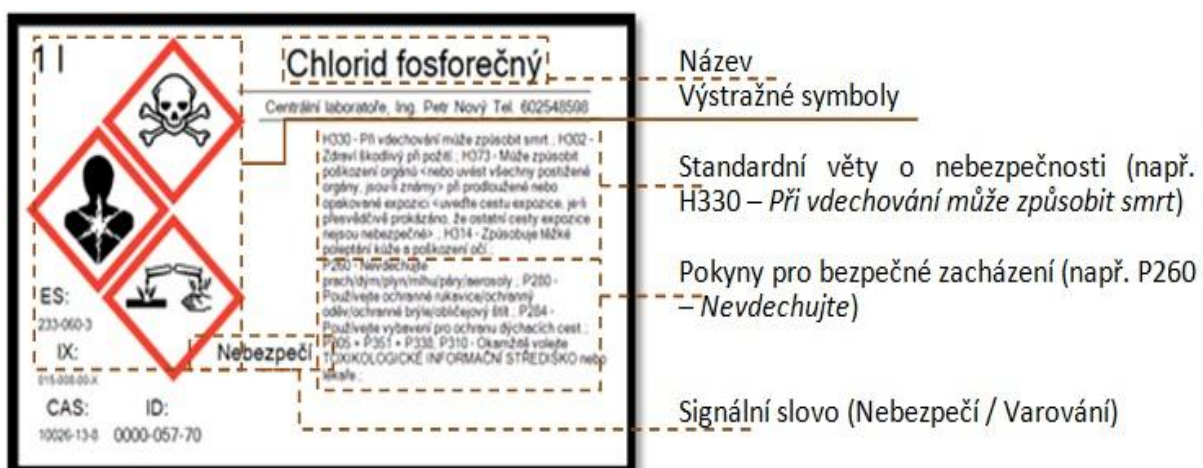 1 l
Chlorid fosforečný
Centrální laboratoře, Ing. Petr Nový Tel. 602548598
H330 - Při vdechování může způsobit smrt ; H302 -
Zdraví škodlivý při požití ; H373 - Může způsobit
poškození orgánů <nebo uvést všechny postižené
orgány, jsou-li známy> při prodloužené nebo
opakované expozici <uveďte cestu expozice, je-li
přesvědčivě prokázáno, že ostatní cesty expozice
nejsou nebezpečné> ; H314 - Způsobuje těžké
poleptání kůže a poškození očí ;
P260 - Nevdechujte
prach/dým/plyn/mlhu/páry/aerosoly ; P280 -
Používejte ochranné rukavice/ochranný
oděv/ochranné brýle/obličejový štít ; P284 -
Používejte vybavení pro ochranu dýchacích cest ;
P305 + P351 + P338, P310 - Okamžitě volejte
TOXIKOLOGICKÉ INFORMAČNÍ STŘEDISKO nebo
lékaře ;
ES:
233-060-3
IX:
015-008-00-X
Nebezpečí
CAS:
10026-13-8
ID:
0000-057-70
Název
Výstražné symboly
Standardní věty o nebezpečnosti (např.
H330 – Při vdechování může způsobit smrt)
Pokyny pro bezpečné zacházení (např. P260
– Nevdechujte)
Signální slovo (Nebezpečí / Varování)